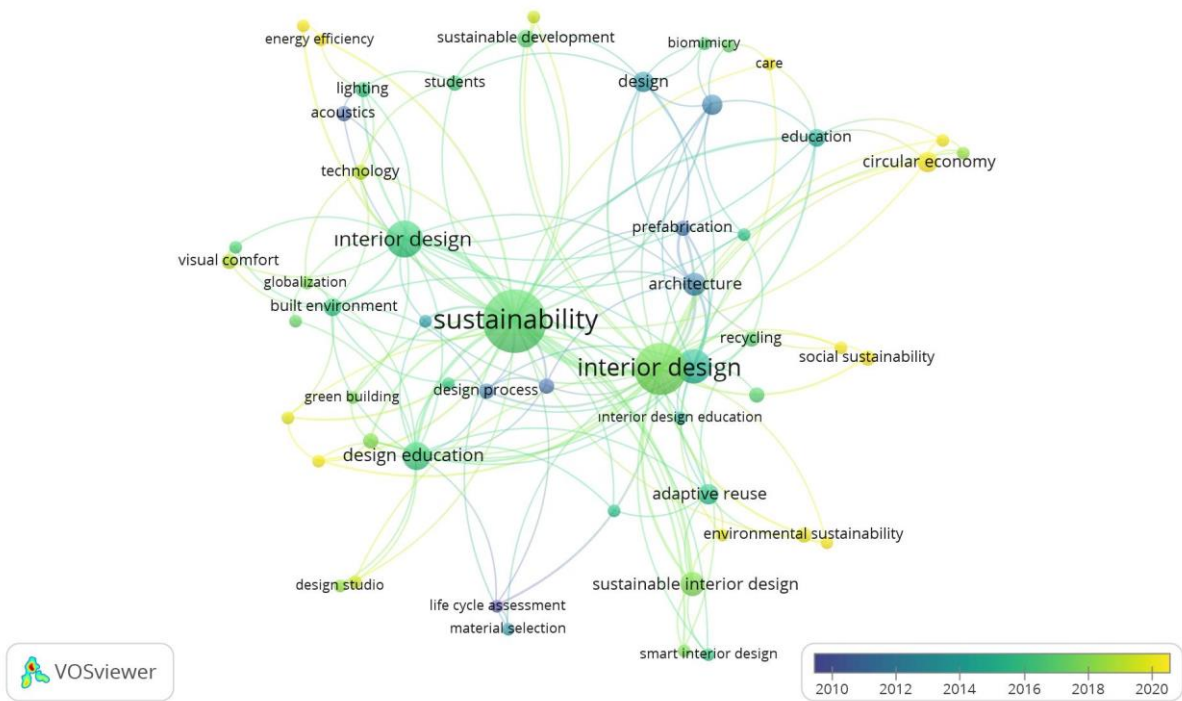 energy efficiency
sustainable development
biomimicry
care
lighting
students
design
acoustics
education
circular economy
technology
prefabrication
ınterior design
visual comfort
globalization
architecture
built environment
sustainability
recycling
social sustainability
interior design
green building
design process
ınterior design education
design education
adaptive reuse
environmental sustainability
design studio
sustainable interior design
life cycle assessment
material selection
smart interior design
VOSviewer
2010 2012 2014 2016 2018 2020